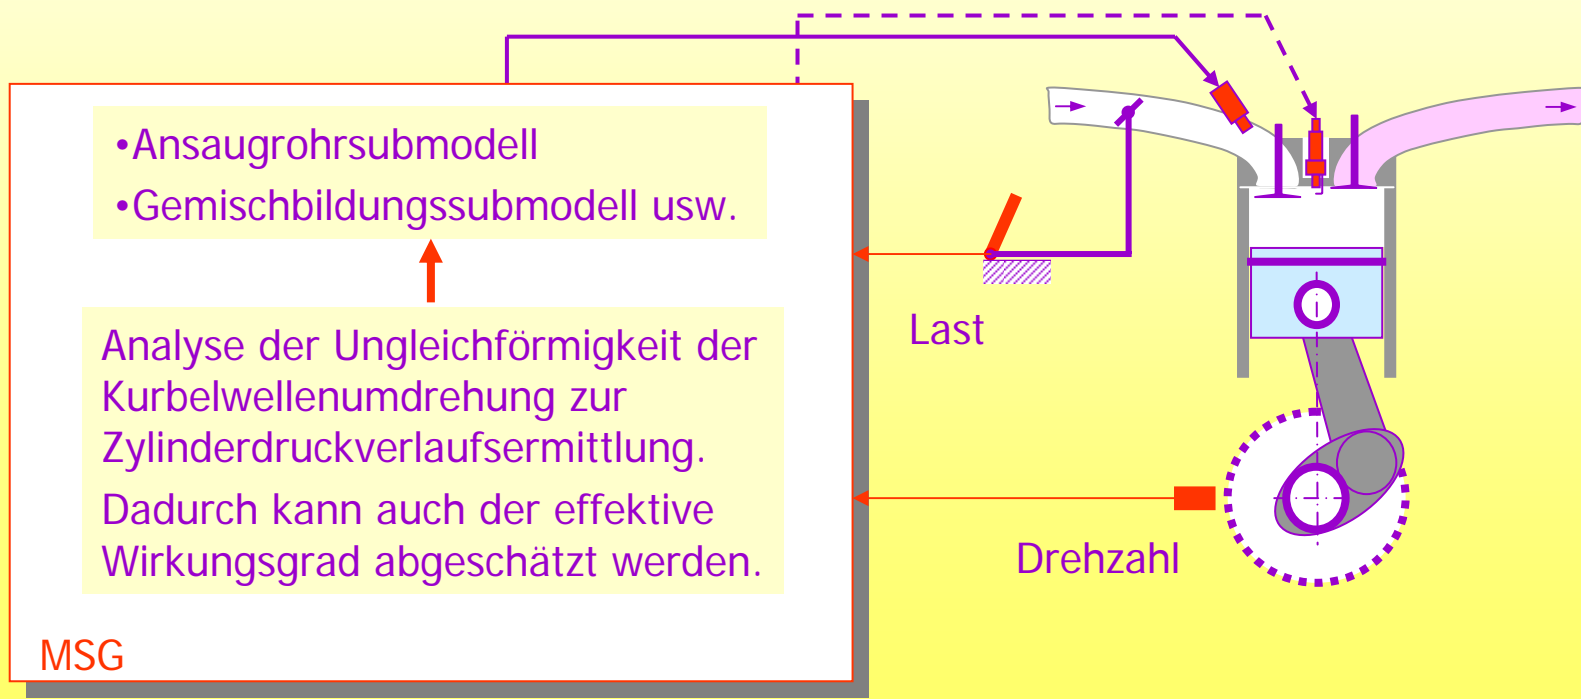 •Ansaugrohrsubmodell
•Gemischbildungssubmodell usw.
Analyse der Ungleichförmigkeit der
Kurbelwellenumdrehung zur
Zylinderdruckverlaufsermittlung.
Dadurch kann auch der effektive
Wirkungsgrad abgeschätzt werden.
MSG
Last
Drehzahl